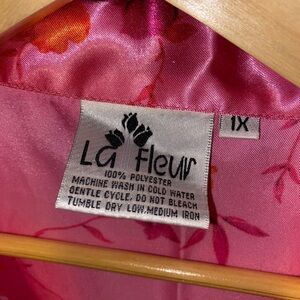 La Fleur
1X
100% POLYESTER
MACHINE WASH IN COLD WATER
GENTLE CYCLE, DO NOT BLEACH
TUMBLE DRY LOW, MEDIUM IRON